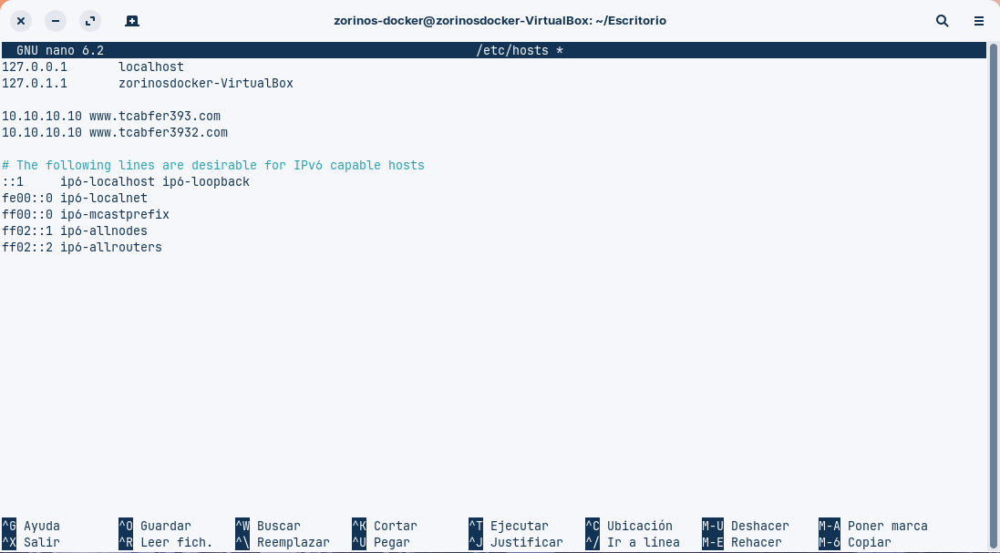 zorinos-docker@zorinosdocker-VirtualBox: ~/Escritorio
GNU nano 6.2 /etc/hosts *
127.0.0.1 localhost
127.0.1.1 zorinosdocker-VirtualBox
10.10.10.10 www.tcabfer393.com
10.10.10.10 www.tcabfer3932.com
# The following lines are desirable for IPv6 capable hosts
::1 ip6-localhost ip6-loopback
fe00::0 ip6-localnet
ff00::0 ip6-mcastprefix
ff02::1 ip6-allnodes
ff02::2 ip6-allrouters
^G Ayuda ^O Guardar ^W Buscar ^K Cortar ^T Ejecutar ^C Ubicación M-U Deshacer M-A Poner marca
^X Salir ^R Leer fich. ^\ Reemplazar ^U Pegar ^J Justificar ^/ Ir a línea M-E Rehacer M-6 Copiar